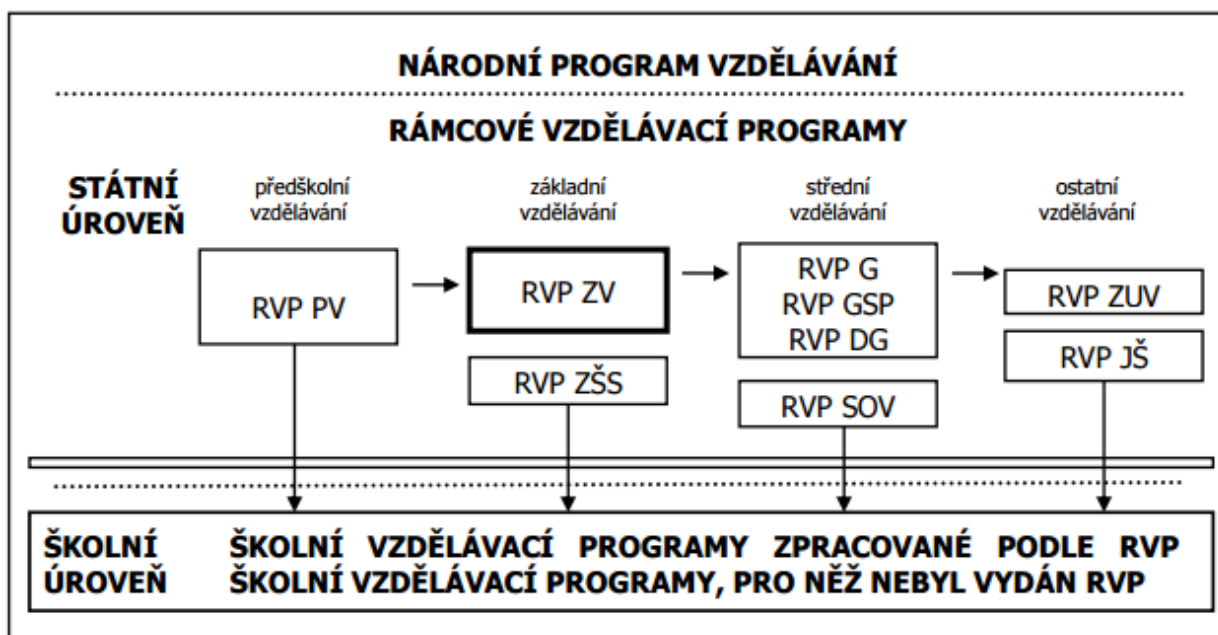 NÁRODNÍ PROGRAM VZDĚLÁVÁNÍ
RÁMCOVÉ VZDĚLÁVACÍ PROGRAMY
STÁTNÍ
ÚROVEŇ
předškolní
vzdělávání
základní
vzdělávání
střední
vzdělávání
ostatní
vzdělávání
RVP PV
RVP ZV
RVP ZŠS
RVP G
RVP GSP
RVP DG
RVP SOV
RVP ZUV
RVP JŠ
ŠKOLNÍ
ÚROVEŇ
ŠKOLNÍ VZDĚLÁVACÍ PROGRAMY ZPRACOVANÉ PODLE RVP
ŠKOLNÍ VZDĚLÁVACÍ PROGRAMY, PRO NĚŽ NEBYL VYDÁN RVP